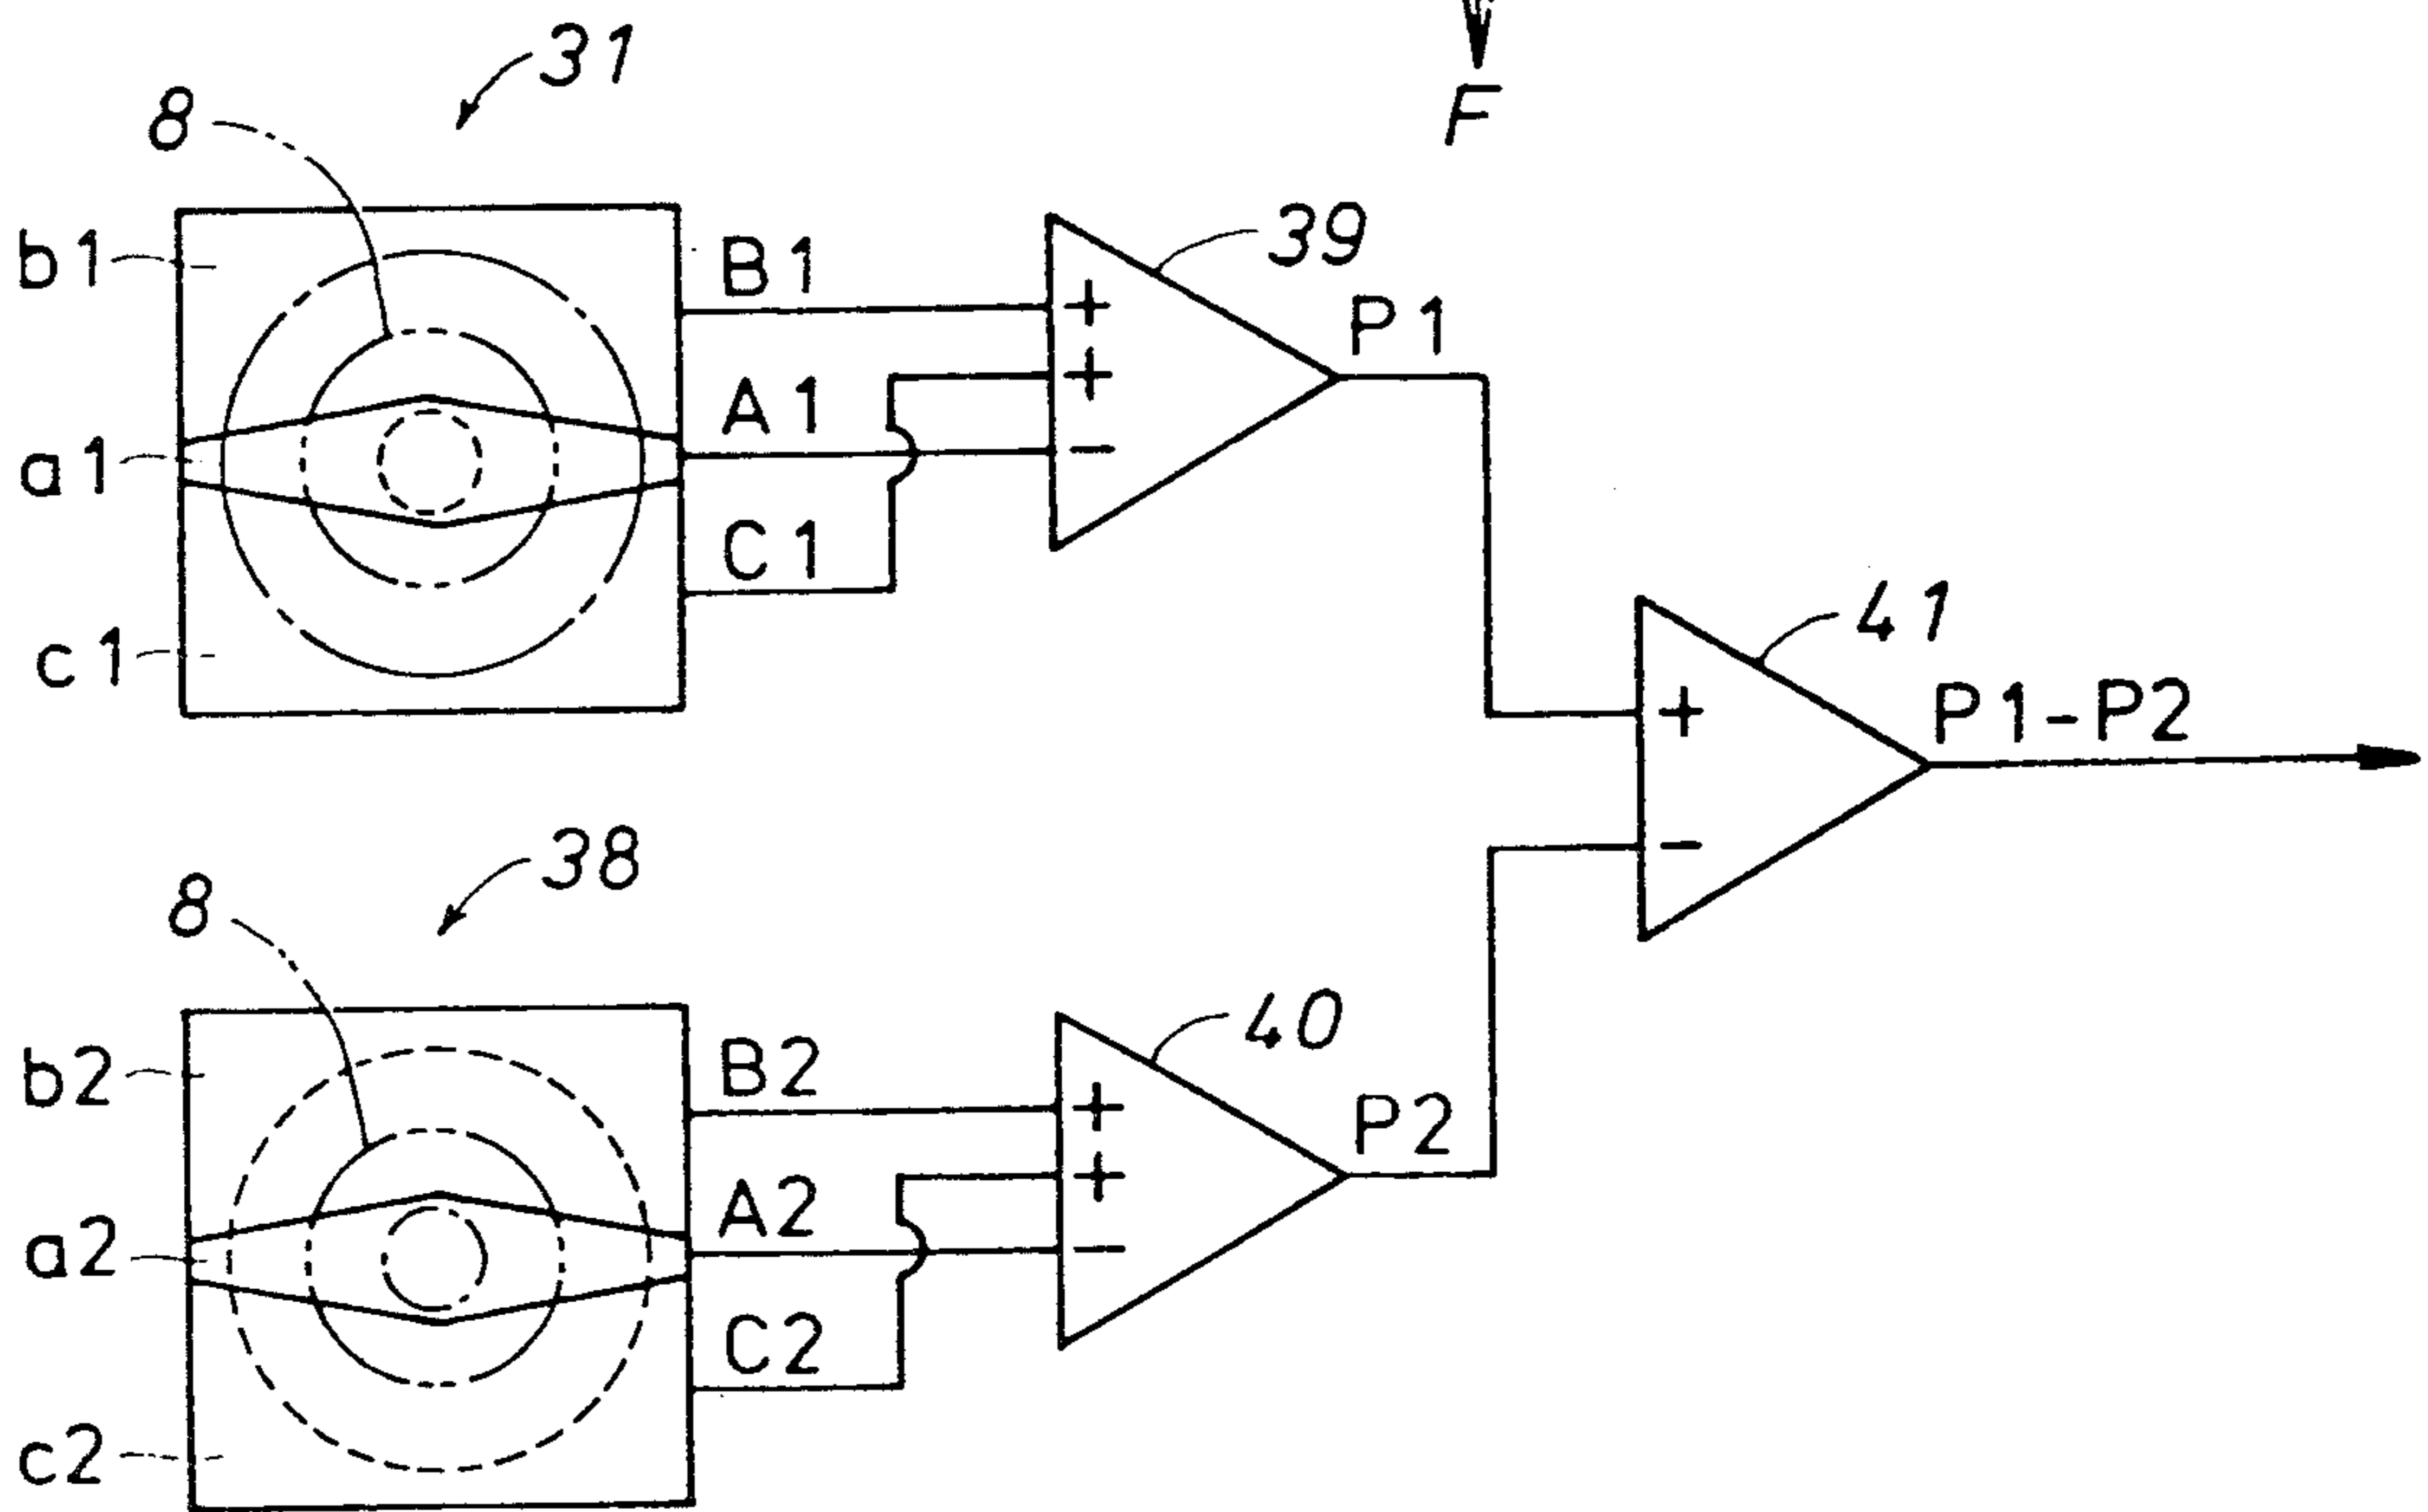 F
31
8
b1
a1
c1
B1
A1
C1
+
+
−
39
P1
41
+
−
P1-P2
38
8
b2
a2
c2
B2
A2
C2
+
+
−
40
P2